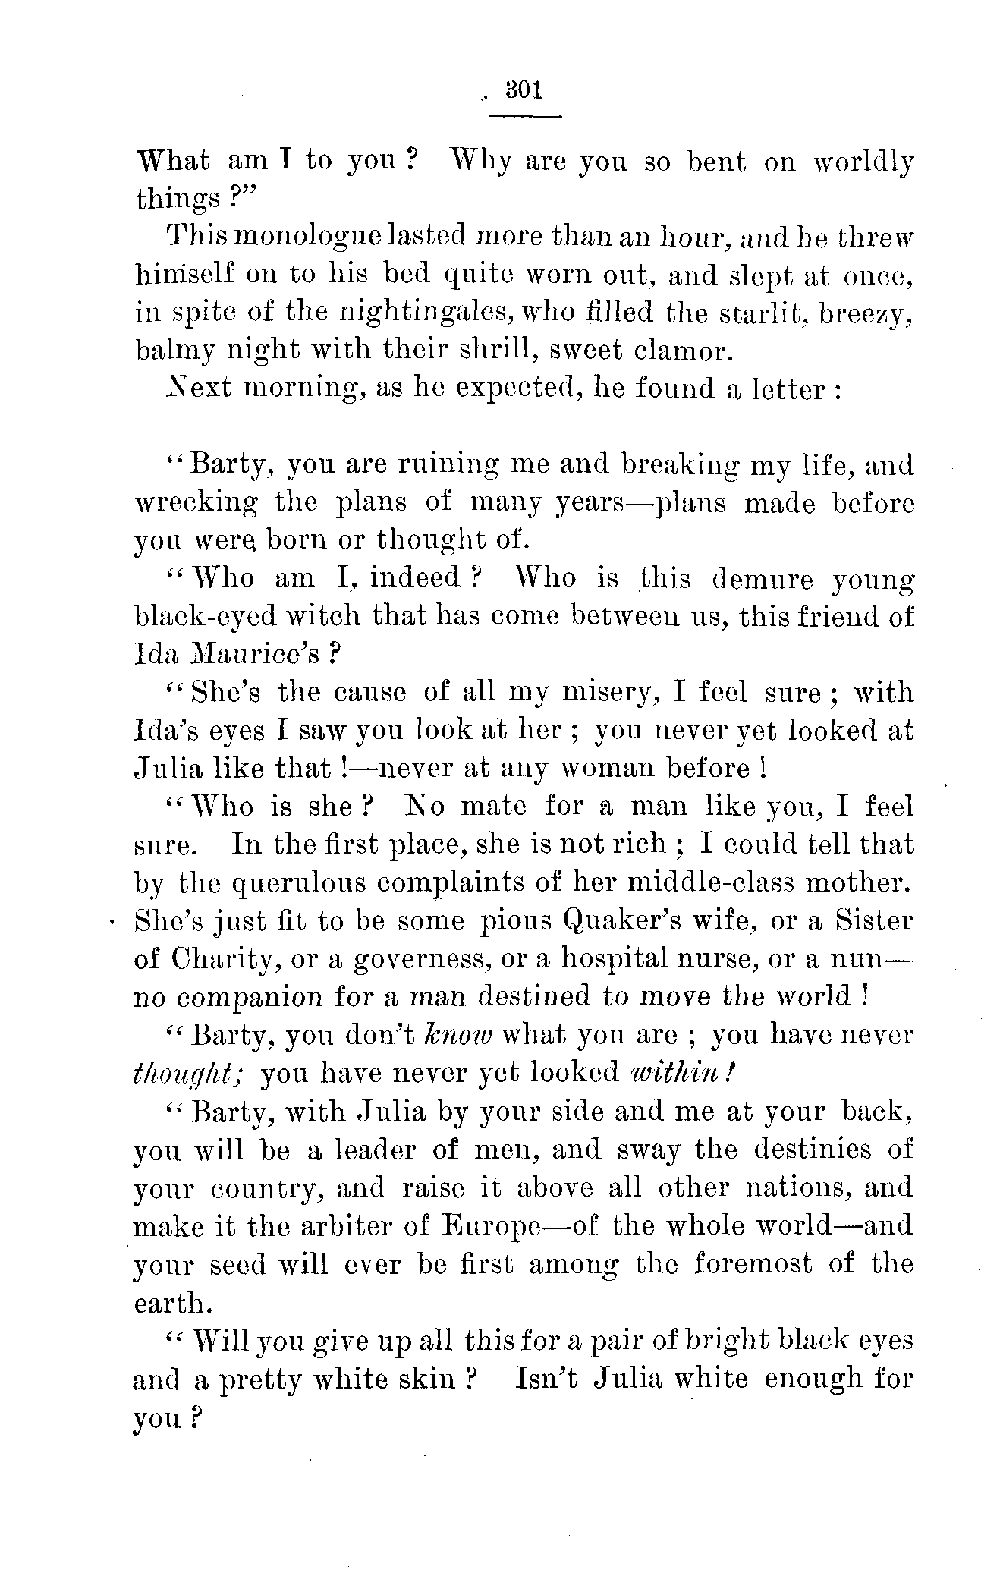 301
What am I to you ? Why are you so bent on worldly
things ?”
This monologue lasted more than an hour, and he threw
himself on to his bed quite worn out, and slept at once,
in spite of the nightingales, who filled the starlit, breezy,
balmy night with their shrill, sweet clamor.
Next morning, as he expected, he found a letter :
“Barty, you are ruining me and breaking my life, and
wrecking the plans of many years—plans made before
you were born or thought of.
“Who am I, indeed ? Who is this demure young
black-eyed witch that has come between us, this friend of
Ida Maurice’s ?
“She’s the cause of all my misery, I feel sure ; with
Ida’s eyes I saw you look at her ; you never yet looked at
Julia like that !—never at any woman before !
“Who is she ? No mate for a man like you, I feel
sure. In the first place, she is not rich ; I could tell that
by the querulous complaints of her middle-class mother.
She’s just fit to be some pious Quaker’s wife, or a Sister
of Charity, or a governess, or a hospital nurse, or a nun—
no companion for a man destined to move the world !
“Barty, you don’t know what you are ; you have never
thought; you have never yet looked within !
“Barty, with Julia by your side and me at your back,
you will be a leader of men, and sway the destinies of
your country, and raise it above all other nations, and
make it the arbiter of Europe—of the whole world—and
your seed will ever be first among the foremost of the
earth.
“Will you give up all this for a pair of bright black eyes
and a pretty white skin ? Isn’t Julia white enough for
you ?